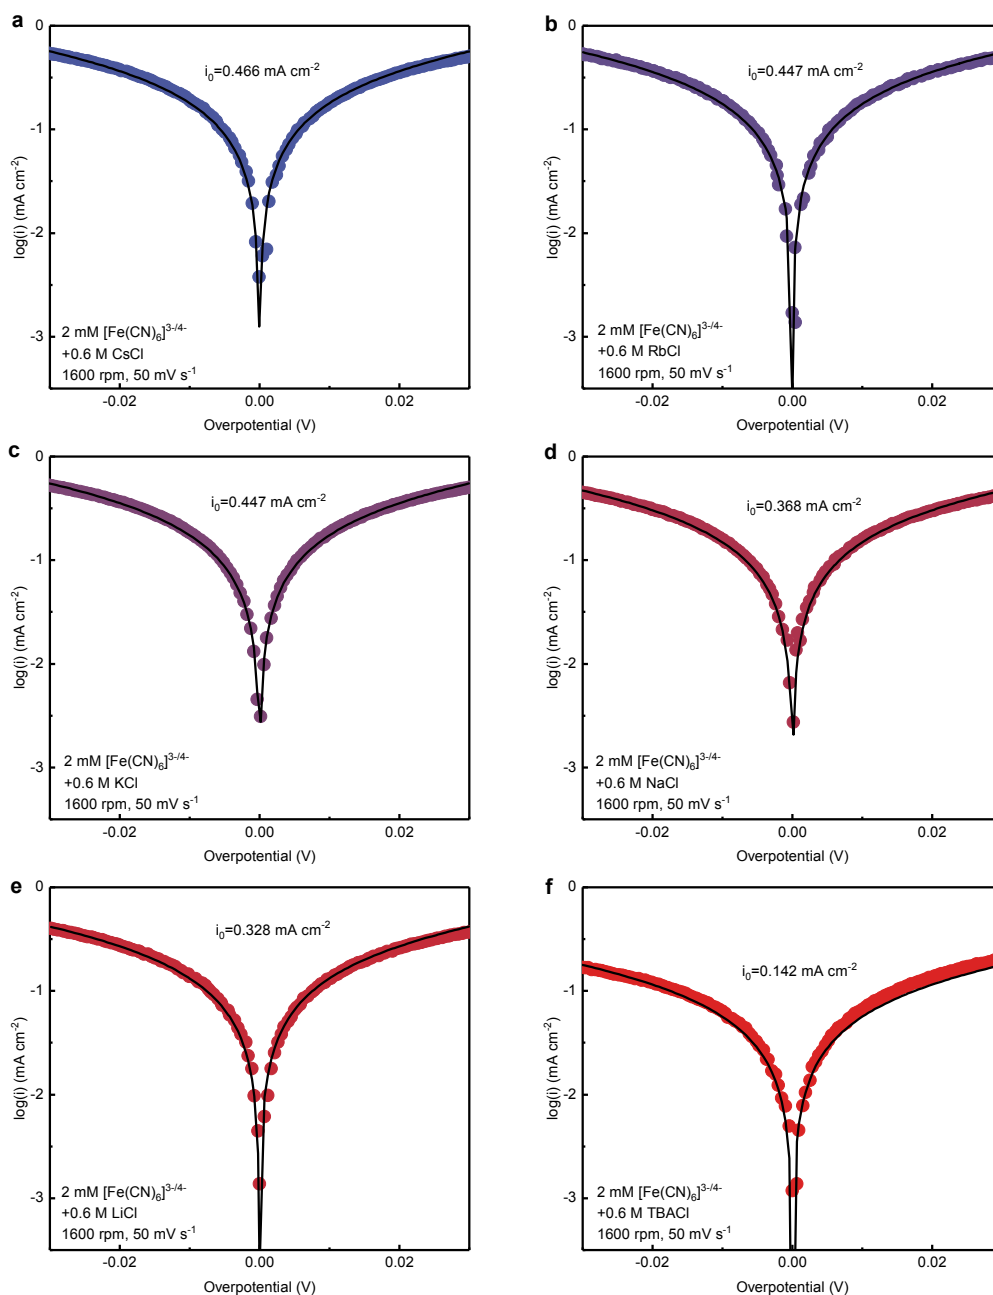 a
0
-1
-2
-3
log(i) (mA cm⁻²)
i₀=0.466 mA cm⁻²
2 mM [Fe(CN)₆]³⁻/⁴⁻
+0.6 M CsCl
1600 rpm, 50 mV s⁻¹
-0.02
0.00
0.02
Overpotential (V)
b
0
-1
-2
-3
log(i) (mA cm⁻²)
i₀=0.447 mA cm⁻²
2 mM [Fe(CN)₆]³⁻/⁴⁻
+0.6 M RbCl
1600 rpm, 50 mV s⁻¹
-0.02
0.00
0.02
Overpotential (V)
c
0
-1
-2
-3
log(i) (mA cm⁻²)
i₀=0.447 mA cm⁻²
2 mM [Fe(CN)₆]³⁻/⁴⁻
+0.6 M KCl
1600 rpm, 50 mV s⁻¹
-0.02
0.00
0.02
Overpotential (V)
d
0
-1
-2
-3
log(i) (mA cm⁻²)
i₀=0.368 mA cm⁻²
2 mM [Fe(CN)₆]³⁻/⁴⁻
+0.6 M NaCl
1600 rpm, 50 mV s⁻¹
-0.02
0.00
0.02
Overpotential (V)
e
0
-1
-2
-3
log(i) (mA cm⁻²)
i₀=0.328 mA cm⁻²
2 mM [Fe(CN)₆]³⁻/⁴⁻
+0.6 M LiCl
1600 rpm, 50 mV s⁻¹
-0.02
0.00
0.02
Overpotential (V)
f
0
-1
-2
-3
log(i) (mA cm⁻²)
i₀=0.142 mA cm⁻²
2 mM [Fe(CN)₆]³⁻/⁴⁻
+0.6 M TBACl
1600 rpm, 50 mV s⁻¹
-0.02
0.00
0.02
Overpotential (V)